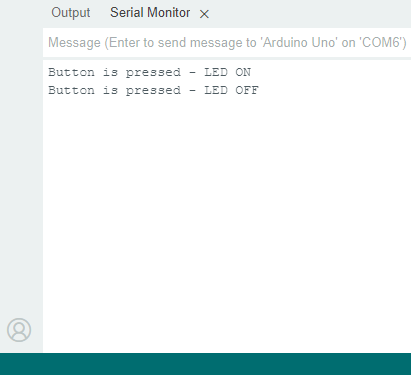 Output Serial Monitor
Message (Enter to send message to 'Arduino Uno' on 'COM6')
Button is pressed - LED ON
Button is pressed - LED OFF